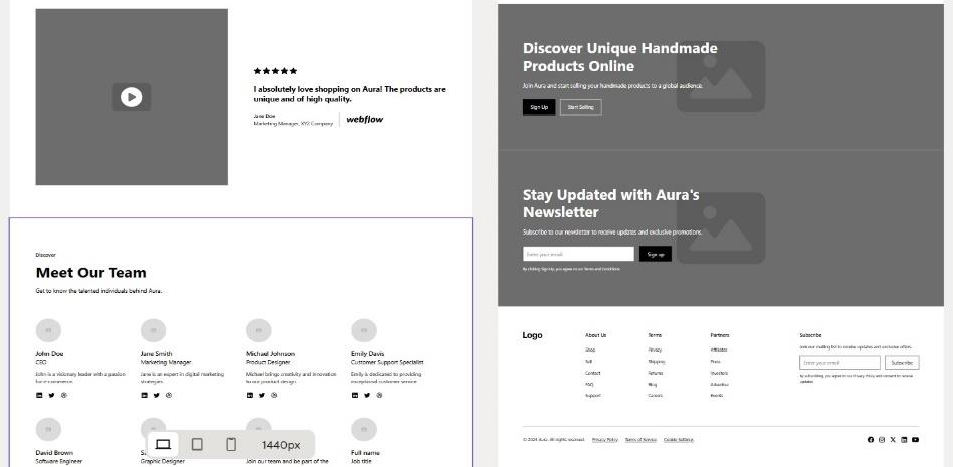 I absolutely love shopping on Aura! The products are
unique and of high quality.
Jane Doe
Marketing Manager, XYZ Company
webflow
Discover
Meet Our Team
Get to know the talented individuals behind Aura.
John Doe
CEO
John is a visionary leader with a passion
for e-commerce.
Jane Smith
Marketing Manager
Jane is an expert in digital marketing
strategies.
Michael Johnson
Product Designer
Michael brings creativity and innovation
to our product design.
Emily Davis
Customer Support Specialist
Emily is dedicated to providing
exceptional customer service.
David Brown
Software Engineer
Graphic Designer
Join our team and be part of the
Full name
Job title
1440px
Discover Unique Handmade
Products Online
Join Aura and start selling your handmade products to a global audience.
Sign Up
Start Selling
Stay Updated with Aura's
Newsletter
Subscribe to our newsletter to receive updates and exclusive promotions.
Enter your email
Sign up
By clicking Sign Up, you agree to our Terms and Conditions.
Logo
About Us
Shop
Sell
Contact
FAQ
Support
Terms
Privacy
Shipping
Returns
Blog
Careers
Partners
Affiliates
Press
Investors
Advertise
Events
Subscribe
Join our mailing list to receive updates and exclusive offers.
Enter your email
Subscribe
By subscribing, you agree to our Privacy Policy and consent to receive
updates.
© 2024 Aura. All rights reserved.
Privacy Policy
Terms of Service
Cookie Settings